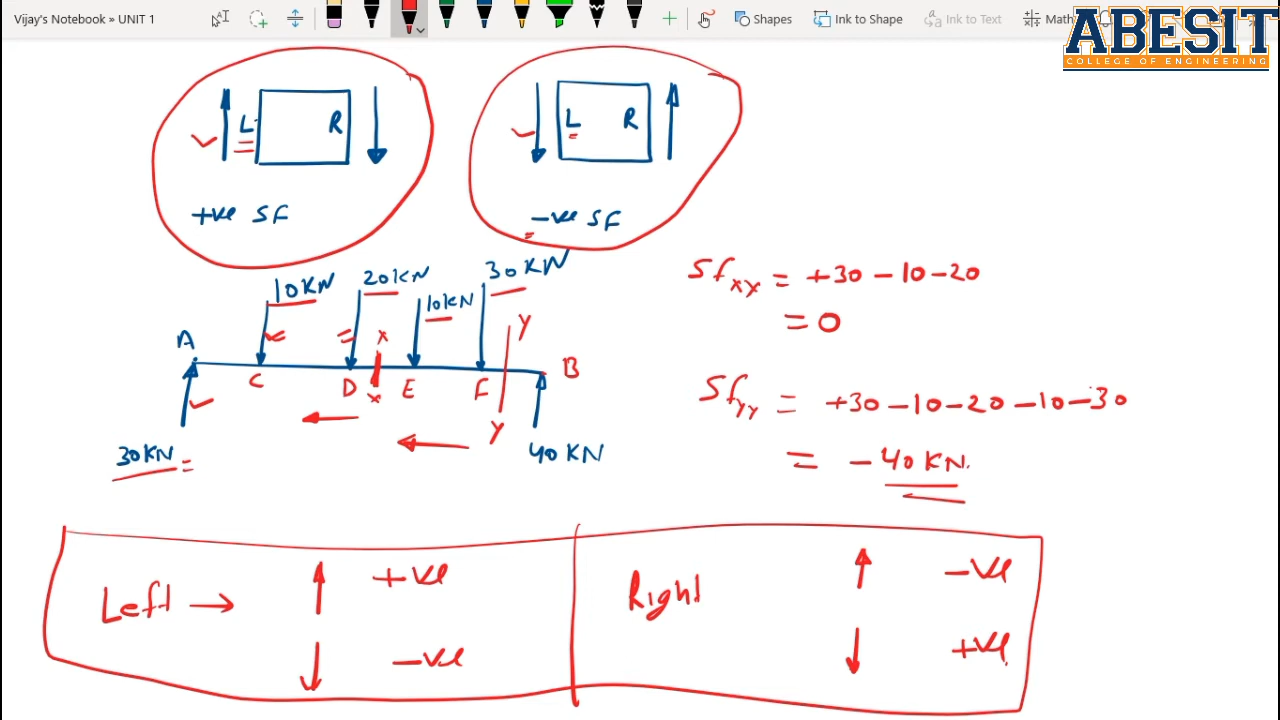 Vijay's Notebook » UNIT 1
Shapes
Ink to Shape
Ink to Text
Math
ABESIT
COLLEGE OF ENGINEERING
L R
+ve SF
L R
-ve SF
10KN
20KN
10KN
30KN
A
C
D
x
x
E
F
y
y
B
30KN =
40KN
Sfxx = +30 -10 -20
= 0
Sfyy = +30 -10 -20 -10 -30
= -40 KN.
Left → ↑ +ve
↓ -ve
Right ↑ -ve
↓ +ve